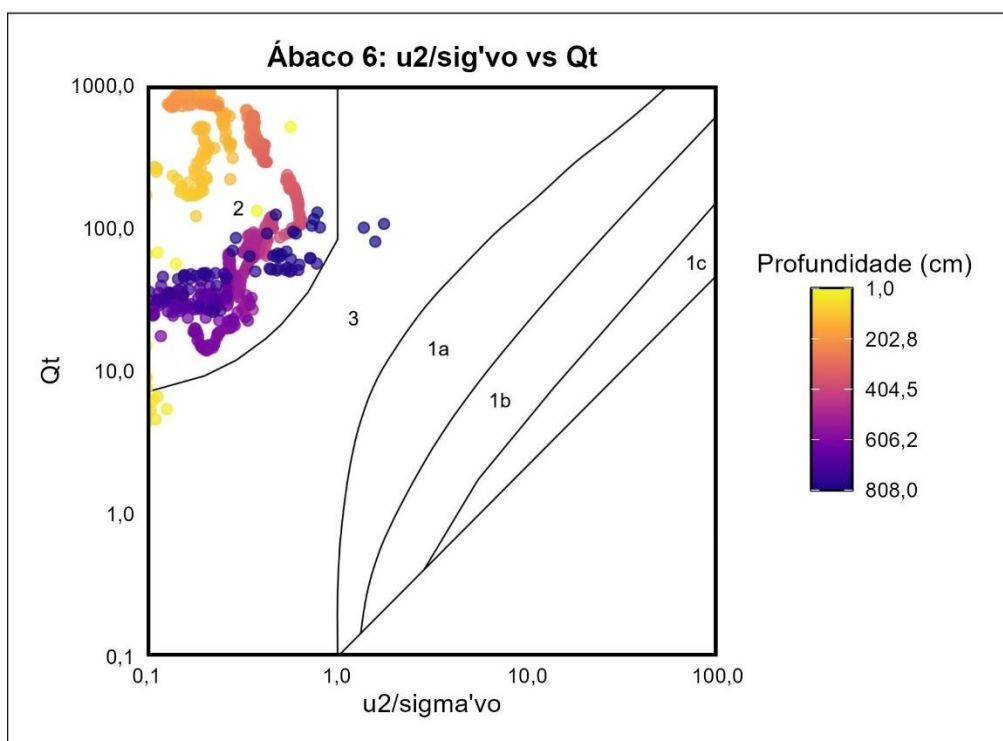 Ábaco 6: u2/sig'vo vs Qt
1000,0
100,0
10,0
1,0
0,1
Qt
2
3
1a
1b
1c
0,1
1,0
10,0
100,0
u2/sigma'vo
Profundidade (cm)
1,0
202,8
404,5
606,2
808,0